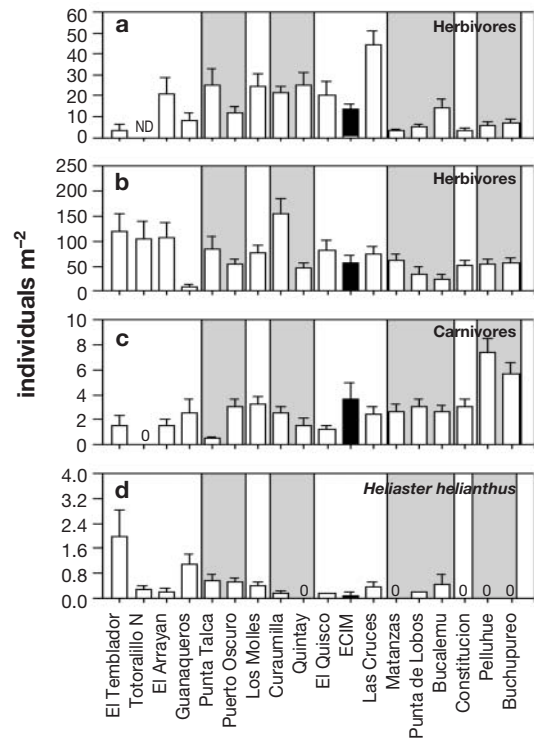 individuals m⁻²
a
Herbivores
60
50
40
30
20
10
0
ND
b
Herbivores
250
200
150
100
50
0
c
Carnivores
10
8
6
4
2
0
0
d
Heliaster helianthus
4.0
3.2
2.4
1.6
0.8
0.0
0
0
0
0
0
El Temblador
Totoralillo N
El Arrayan
Guanaqueros
Punta Talca
Puerto Oscuro
Los Molles
Curaumilla
Quintay
El Quisco
ECIM
Las Cruces
Matanzas
Punta de Lobos
Bucalemu
Constitucion
Pelluhue
Buchupureo